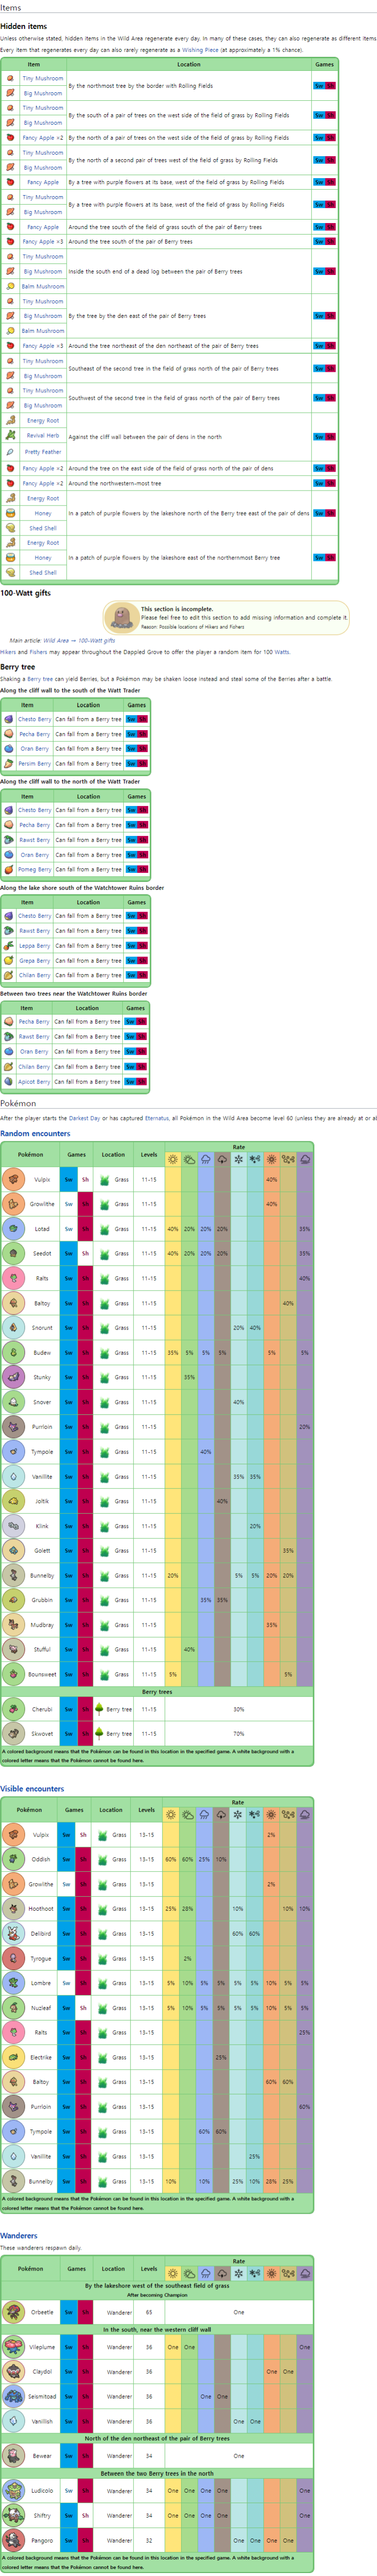 Items
Hidden items
Unless otherwise stated, hidden items in the Wild Area regenerate every day. In many of these cases, they can also regenerate as different items
Every item that regenerates every day can also rarely regenerate as a Wishing Piece (at approximately a 1% chance).
Item Location Games
Tiny Mushroom
Big Mushroom
By the northmost tree by the border with Rolling Fields Sw Sh
Tiny Mushroom
Big Mushroom
By the south of a pair of trees on the west side of the field of grass by Rolling Fields Sw Sh
Fancy Apple ×2 By the north of a pair of trees on the west side of the field of grass by Rolling Fields Sw Sh
Tiny Mushroom
Big Mushroom
By the north of a second pair of trees west of the field of grass by Rolling Fields Sw Sh
Fancy Apple By a tree with purple flowers at its base, west of the field of grass by Rolling Fields Sw Sh
Tiny Mushroom
Big Mushroom
By a tree with purple flowers at its base, west of the field of grass by Rolling Fields Sw Sh
Fancy Apple Around the tree south of the field of grass south of the pair of Berry trees Sw Sh
Fancy Apple ×3 Around the tree south of the pair of Berry trees Sw Sh
Tiny Mushroom
Big Mushroom
Balm Mushroom
Inside the south end of a dead log between the pair of Berry trees Sw Sh
Tiny Mushroom
Big Mushroom
Balm Mushroom
By the tree by the den east of the pair of Berry trees Sw Sh
Fancy Apple ×3 Around the tree northeast of the den northeast of the pair of Berry trees Sw Sh
Tiny Mushroom
Big Mushroom
Southeast of the second tree in the field of grass north of the pair of Berry trees Sw Sh
Tiny Mushroom
Big Mushroom
Southwest of the second tree in the field of grass north of the pair of Berry trees Sw Sh
Energy Root
Revival Herb
Pretty Feather
Against the cliff wall between the pair of dens in the north Sw Sh
Fancy Apple ×2 Around the tree on the east side of the field of grass north of the pair of dens Sw Sh
Fancy Apple ×2 Around the northwestern-most tree Sw Sh
Energy Root
Honey
Shed Shell
In a patch of purple flowers by the lakeshore north of the Berry tree east of the pair of dens Sw Sh
Energy Root
Honey
Shed Shell
In a patch of purple flowers by the lakeshore east of the northernmost Berry tree Sw Sh
100-Watt gifts
This section is incomplete.
Please feel free to edit this section to add missing information and complete it.
Reason: Possible locations of Hikers and Fishers
Main article: Wild Area → 100-Watt gifts
Hikers and Fishers may appear throughout the Dappled Grove to offer the player a random item for 100 Watts.
Berry tree
Shaking a Berry tree can yield Berries, but a Pokémon may be shaken loose instead and steal some of the Berries after a battle.
Along the cliff wall to the south of the Watt Trader
Item Location Games
Chesto Berry Can fall from a Berry tree Sw Sh
Pecha Berry Can fall from a Berry tree Sw Sh
Oran Berry Can fall from a Berry tree Sw Sh
Persim Berry Can fall from a Berry tree Sw Sh
Along the cliff wall to the north of the Watt Trader
Item Location Games
Chesto Berry Can fall from a Berry tree Sw Sh
Pecha Berry Can fall from a Berry tree Sw Sh
Rawst Berry Can fall from a Berry tree Sw Sh
Oran Berry Can fall from a Berry tree Sw Sh
Pomeg Berry Can fall from a Berry tree Sw Sh
Along the lake shore south of the Watchtower Ruins border
Item Location Games
Chesto Berry Can fall from a Berry tree Sw Sh
Rawst Berry Can fall from a Berry tree Sw Sh
Leppa Berry Can fall from a Berry tree Sw Sh
Grepa Berry Can fall from a Berry tree Sw Sh
Chilan Berry Can fall from a Berry tree Sw Sh
Between two trees near the Watchtower Ruins border
Item Location Games
Pecha Berry Can fall from a Berry tree Sw Sh
Rawst Berry Can fall from a Berry tree Sw Sh
Oran Berry Can fall from a Berry tree Sw Sh
Chilan Berry Can fall from a Berry tree Sw Sh
Apicot Berry Can fall from a Berry tree Sw Sh
Pokémon
After the player starts the Darkest Day or has captured Eternatus, all Pokémon in the Wild Area become level 60 (unless they are already at or al
Random encounters
Pokémon Games Location Levels Rate
Vulpix Sw Sh Grass 11-15 40%
Growlithe Sw Sh Grass 11-15 40%
Lotad Sw Sh Grass 11-15 40% 20% 20% 20% 35%
Seedot Sw Sh Grass 11-15 40% 20% 20% 20% 35%
Ralts Sw Sh Grass 11-15 40%
Baltoy Sw Sh Grass 11-15 40%
Snorunt Sw Sh Grass 11-15 20% 40%
Budew Sw Sh Grass 11-15 35% 5% 5% 5% 5% 5%
Stunky Sw Sh Grass 11-15 35%
Snover Sw Sh Grass 11-15 40%
Purrloin Sw Sh Grass 11-15 20%
Tympole Sw Sh Grass 11-15 40%
Vanillite Sw Sh Grass 11-15 35% 35%
Joltik Sw Sh Grass 11-15 40%
Klink Sw Sh Grass 11-15 20%
Golett Sw Sh Grass 11-15 35%
Bunnelby Sw Sh Grass 11-15 20% 5% 5% 20% 20%
Grubbin Sw Sh Grass 11-15 35% 35%
Mudbray Sw Sh Grass 11-15 35%
Stufful Sw Sh Grass 11-15 40%
Bounsweet Sw Sh Grass 11-15 5% 5%
Berry trees
Cherubi Sw Sh Berry tree 11-15 30%
Skwovet Sw Sh Berry tree 11-15 70%
A colored background means that the Pokémon can be found in this location in the specified game. A white background with a
colored letter means that the Pokémon cannot be found here.
Visible encounters
Pokémon Games Location Levels Rate
Vulpix Sw Sh Grass 13-15 2%
Oddish Sw Sh Grass 13-15 60% 60% 25% 10%
Growlithe Sw Sh Grass 13-15 2%
Hoothoot Sw Sh Grass 13-15 25% 28% 10% 10% 10%
Delibird Sw Sh Grass 13-15 60% 60%
Tyrogue Sw Sh Grass 13-15 2%
Lombre Sw Sh Grass 13-15 5% 10% 5% 5% 5% 5% 10% 5% 5%
Nuzleaf Sw Sh Grass 13-15 5% 10% 5% 5% 5% 5% 10% 5% 5%
Ralts Sw Sh Grass 13-15 25%
Electrike Sw Sh Grass 13-15 25%
Baltoy Sw Sh Grass 13-15 60% 60%
Purrloin Sw Sh Grass 13-15 60%
Tympole Sw Sh Grass 13-15 60% 60%
Vanillite Sw Sh Grass 13-15 25%
Bunnelby Sw Sh Grass 13-15 10% 10% 25% 10% 28% 25%
A colored background means that the Pokémon can be found in this location in the specified game. A white background with a
colored letter means that the Pokémon cannot be found here.
Wanderers
These wanderers respawn daily.
Pokémon Games Location Levels Rate
By the lakeshore west of the southeast field of grass
After becoming Champion
Orbeetle Sw Sh Wanderer 65 One
In the south, near the western cliff wall
Vileplume Sw Sh Wanderer 36 One One One
Claydol Sw Sh Wanderer 36 One One
Seismitoad Sw Sh Wanderer 36 One One
Vanillish Sw Sh Wanderer 36 One One
North of the den northeast of the pair of Berry trees
Bewear Sw Sh Wanderer 34 One
Between the two Berry trees in the north
Ludicolo Sw Sh Wanderer 34 One One One One One
Shiftry Sw Sh Wanderer 34 One One One One One
Pangoro Sw Sh Wanderer 32 One One One One
A colored background means that the Pokémon can be found in this location in the specified game. A white background with a
colored letter means that the Pokémon cannot be found here.